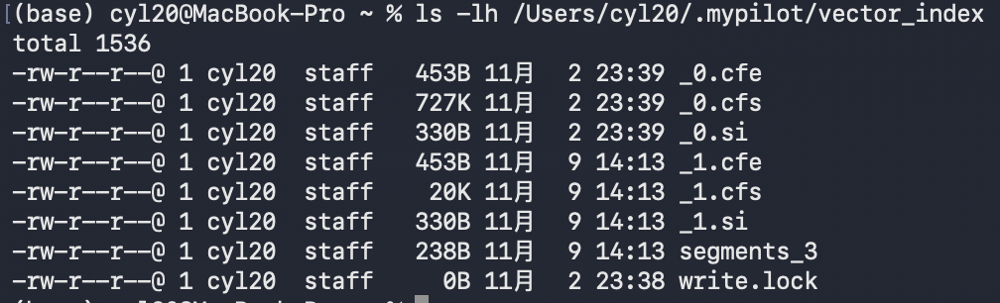 [(base) cyl20@MacBook-Pro ~ % ls -lh /Users/cyl20/.mypilot/vector_index
total 1536
-rw-r--r--@ 1 cyl20  staff   453B 11月  2 23:39 _0.cfe
-rw-r--r--@ 1 cyl20  staff   727K 11月  2 23:39 _0.cfs
-rw-r--r--@ 1 cyl20  staff   330B 11月  2 23:39 _0.si
-rw-r--r--@ 1 cyl20  staff   453B 11月  9 14:13 _1.cfe
-rw-r--r--@ 1 cyl20  staff    20K 11月  9 14:13 _1.cfs
-rw-r--r--@ 1 cyl20  staff   330B 11月  9 14:13 _1.si
-rw-r--r--@ 1 cyl20  staff   238B 11月  9 14:13 segments_3
-rw-r--r--@ 1 cyl20  staff     0B 11月  2 23:38 write.lock